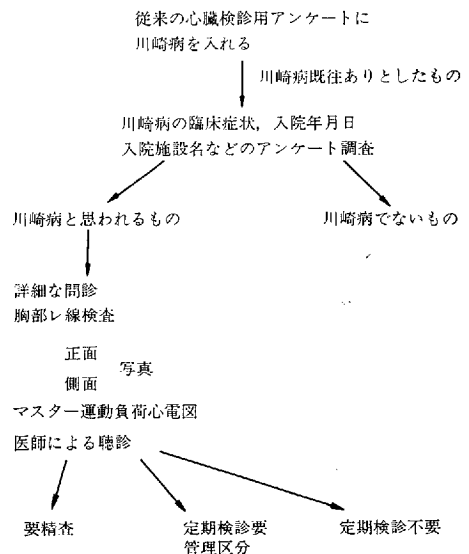 従来の心臓検診用アンケートに
川崎病を入れる
川崎病既往ありとしたもの
川崎病の臨床症状，入院年月日
入院施設名などのアンケート調査
川崎病と思われるもの
川崎病でないもの
詳細な問診
胸部レ線検査
正面
写真
側面
マスター運動負荷心電図
医師による聴診
要精査
定期検診要
管理区分
定期検診不要